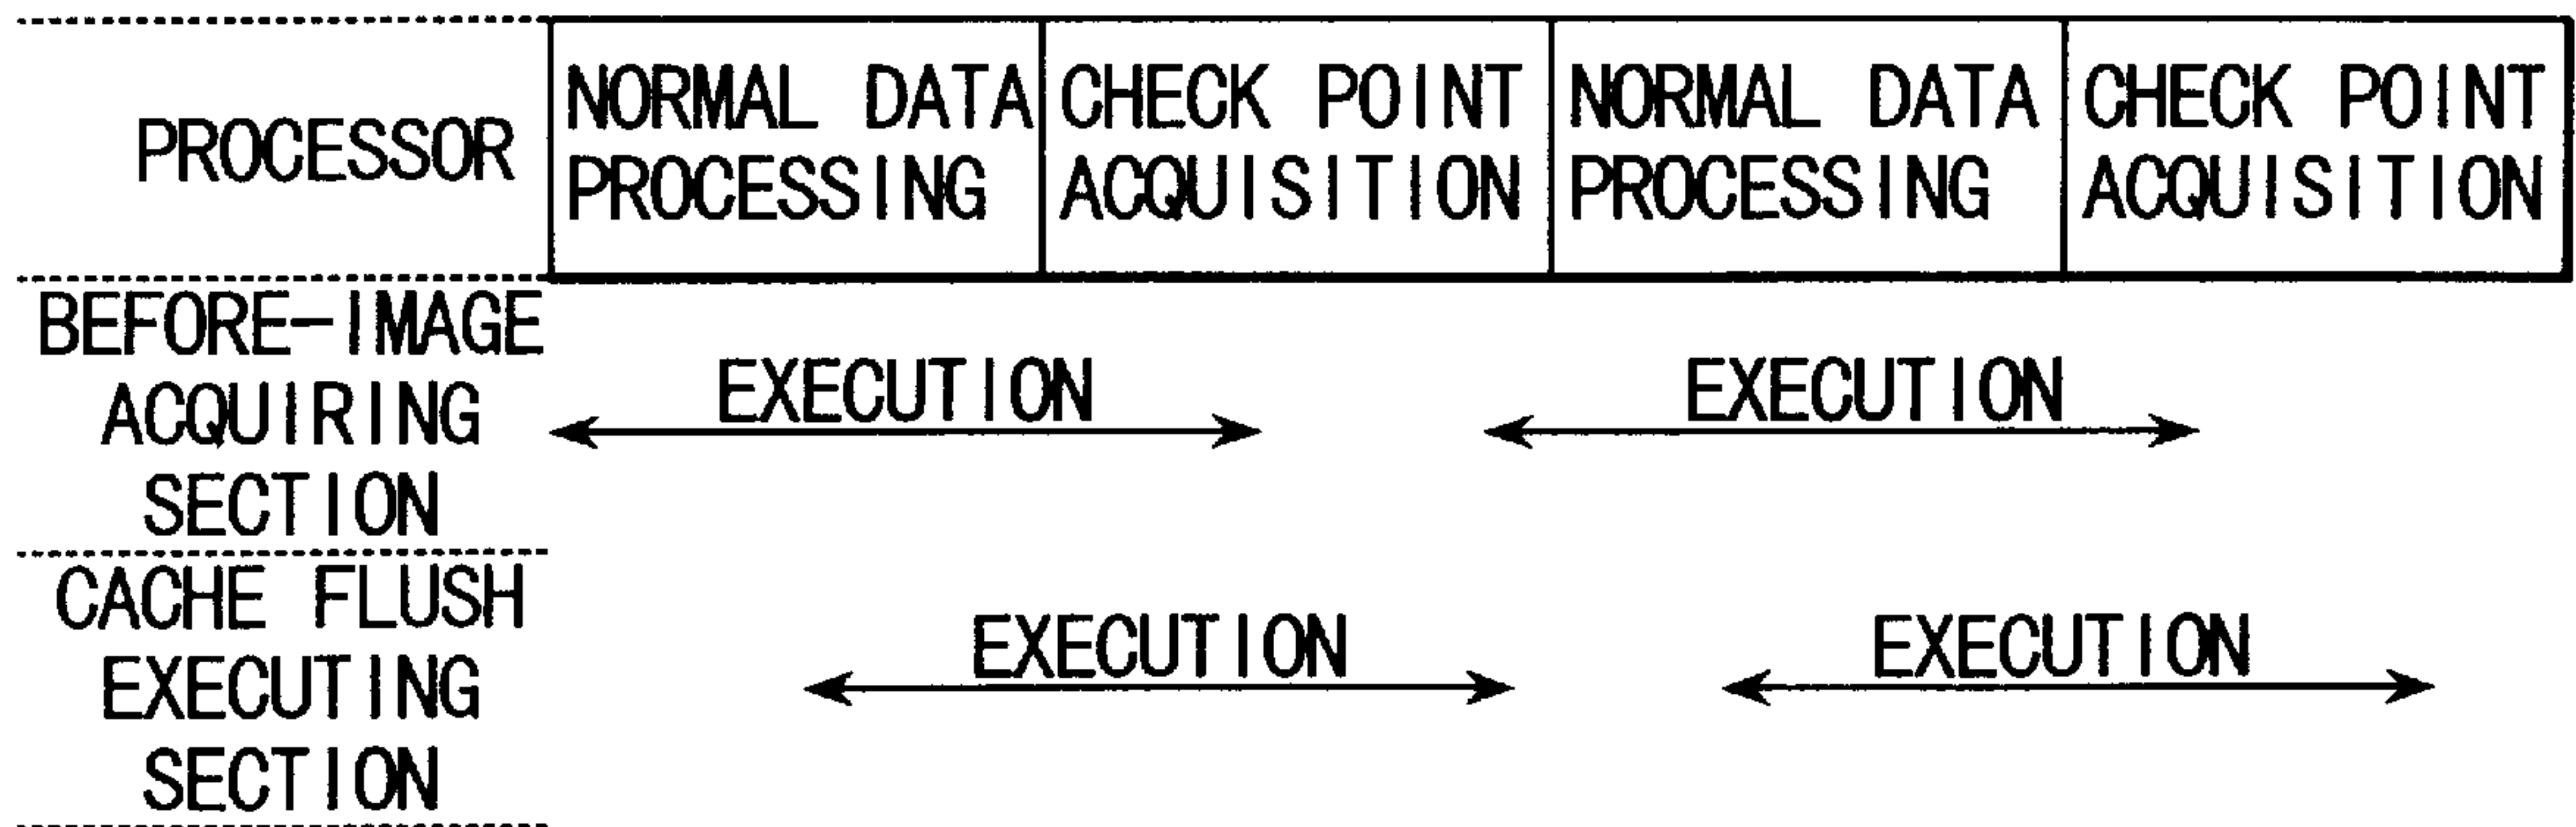 PROCESSOR
NORMAL DATA
PROCESSING
CHECK POINT
ACQUISITION
NORMAL DATA
PROCESSING
CHECK POINT
ACQUISITION
BEFORE-IMAGE
ACQUIRING
SECTION
EXECUTION
EXECUTION
CACHE FLUSH
EXECUTING
SECTION
EXECUTION
EXECUTION